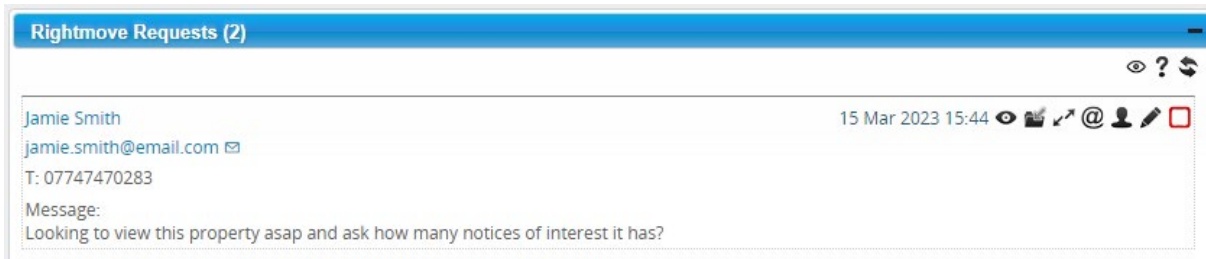 Rightmove Requests (2)
?
Jamie Smith
15 Mar 2023 15:44 @
jamie.smith@email.com
T: 07747470283
Message:
Looking to view this property asap and ask how many notices of interest it has?